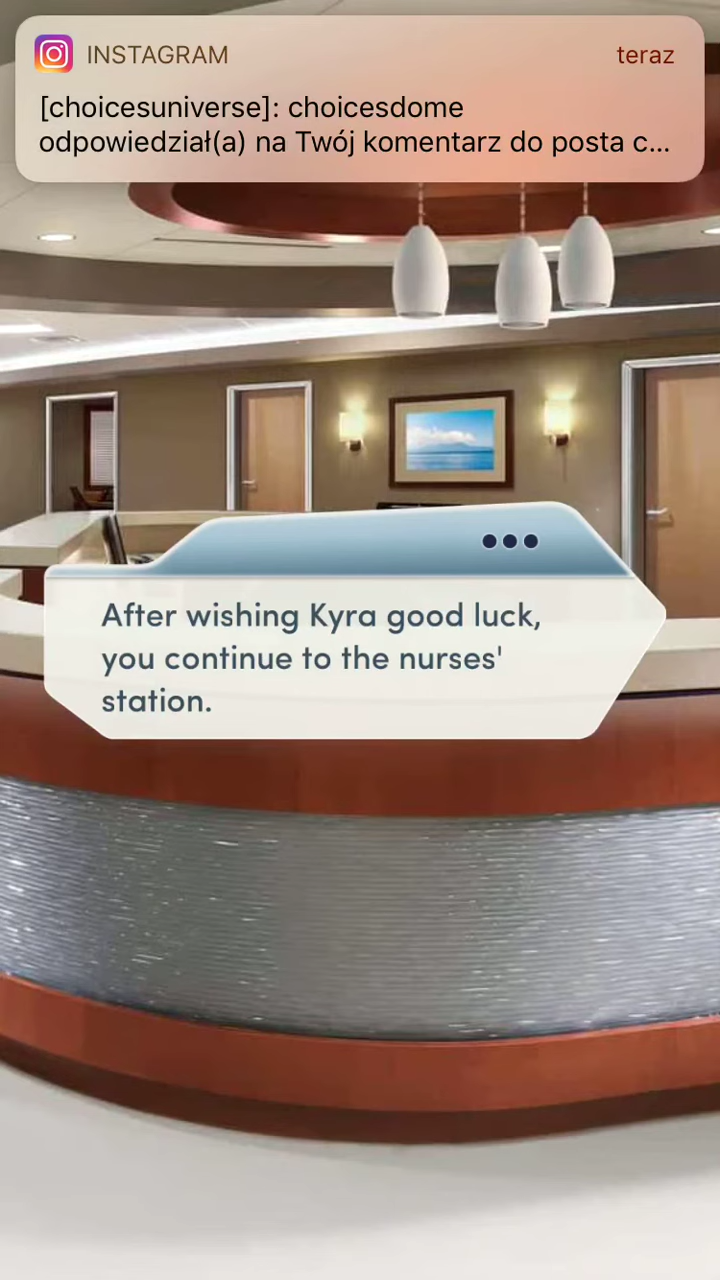 INSTAGRAM
teraz
[choicesuniverse]: choicesdome
odpowiedział(a) na Twój komentarz do posta c...
After wishing Kyra good luck,
you continue to the nurses'
station.